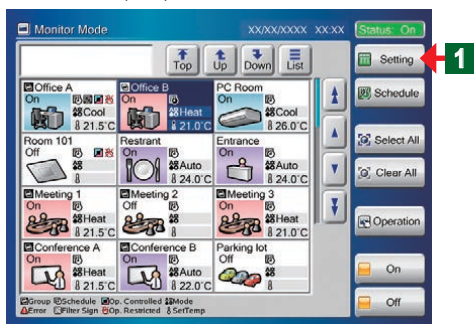 Monitor Mode XX/XX/XXXX XX:XX Status: On
Top Up Down List
Setting
1
Schedule
Select All
Clear All
Operation
On
Off
Office A
On
Cool
21.5°C
Office B
On
Heat
21.0°C
PC Room
On
Cool
26.0°C
Room 101
Off
Restrant
On
Auto
24.0°C
Entrance
On
Auto
24.0°C
Meeting 1
On
Heat
21.5°C
Meeting 2
Off
Meeting 3
On
Heat
21.0°C
Conference A
On
Heat
21.5°C
Conference B
On
Auto
22.0°C
Parking lot
Off
Group Schedule Op. Controlled Mode
Error Filter Sign Op. Restricted SetTemp